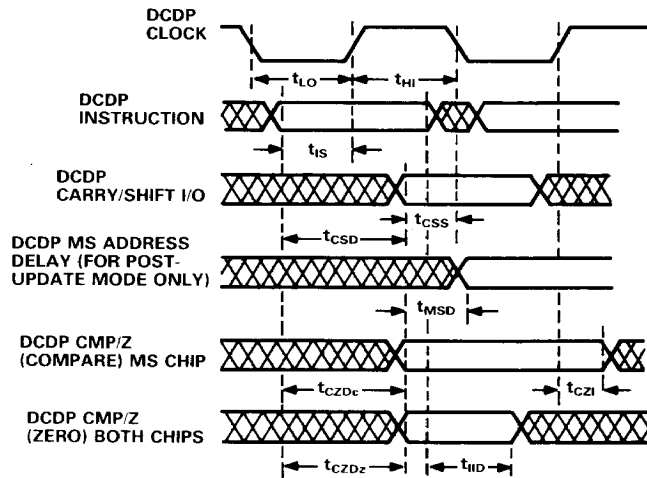 DCDP
CLOCK
tLO
tHI
DCDP
INSTRUCTION
tIS
DCDP
CARRY/SHIFT I/O
tCSS
tCSD
DCDP MS ADDRESS
DELAY (FOR POST-
UPDATE MODE ONLY)
tMSD
DCDP CMP/Z
(COMPARE) MS CHIP
tCZDc
tCZI
DCDP CMP/Z
(ZERO) BOTH CHIPS
tCZDz
tIID